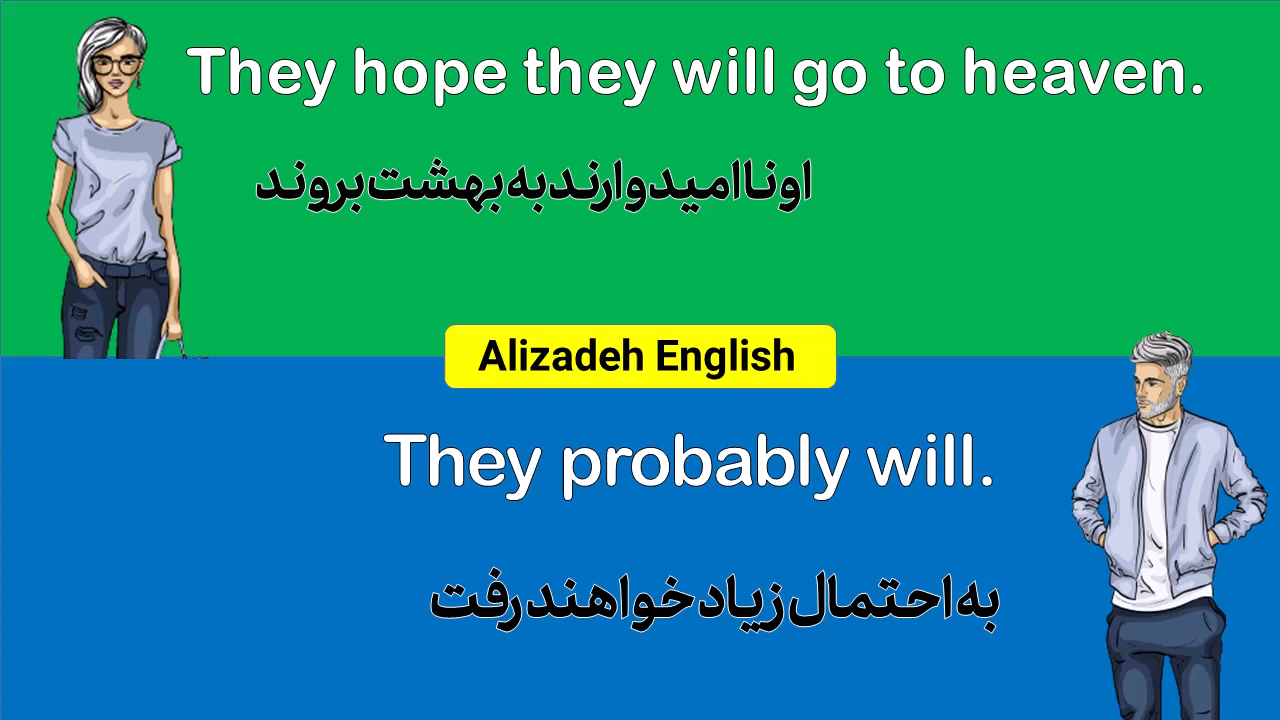 They hope they will go to heaven.
اونا امیدوارند به بهشت بروند
Alizadeh English
They probably will.
به احتمال زیاد خواهند رفت